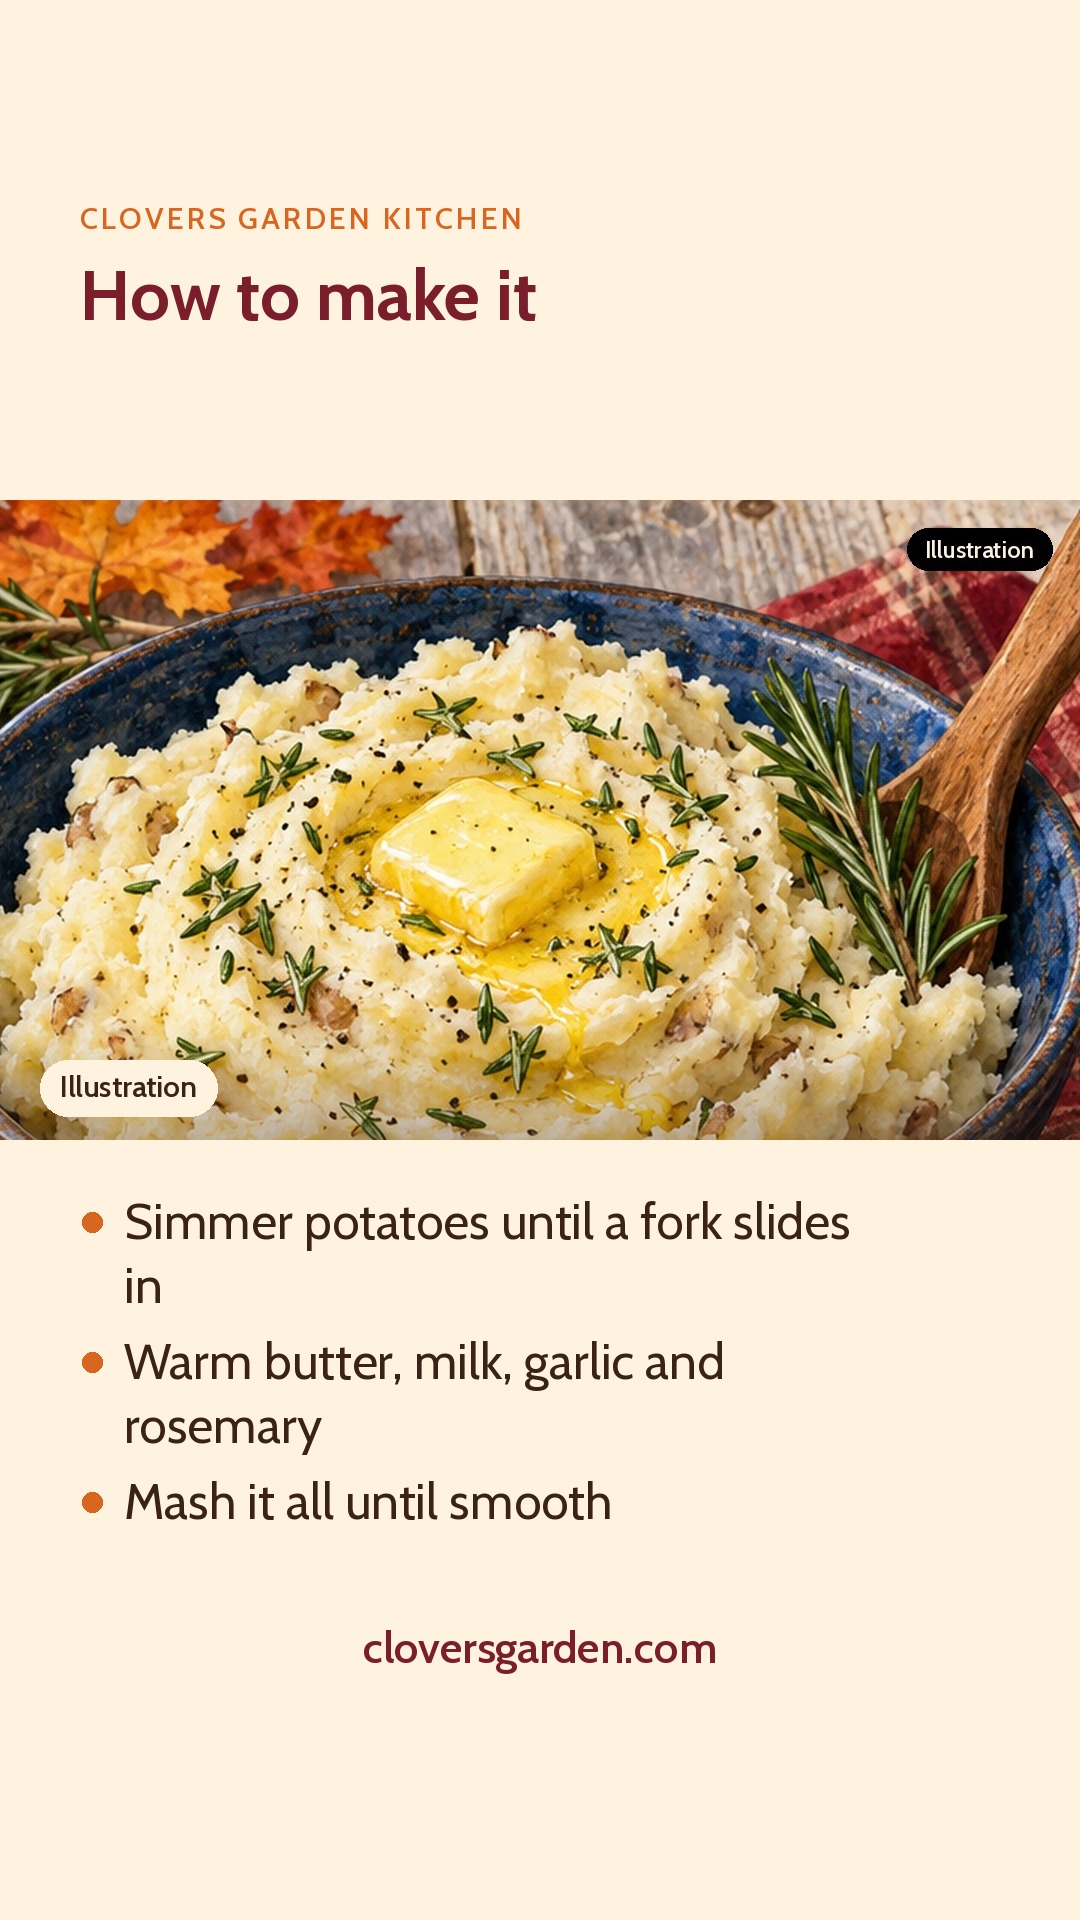 CLOVERS GARDEN KITCHEN
How to make it
Illustration
Illustration
Simmer potatoes until a fork slides
in
Warm butter, milk, garlic and
rosemary
Mash it all until smooth
cloversgarden.com